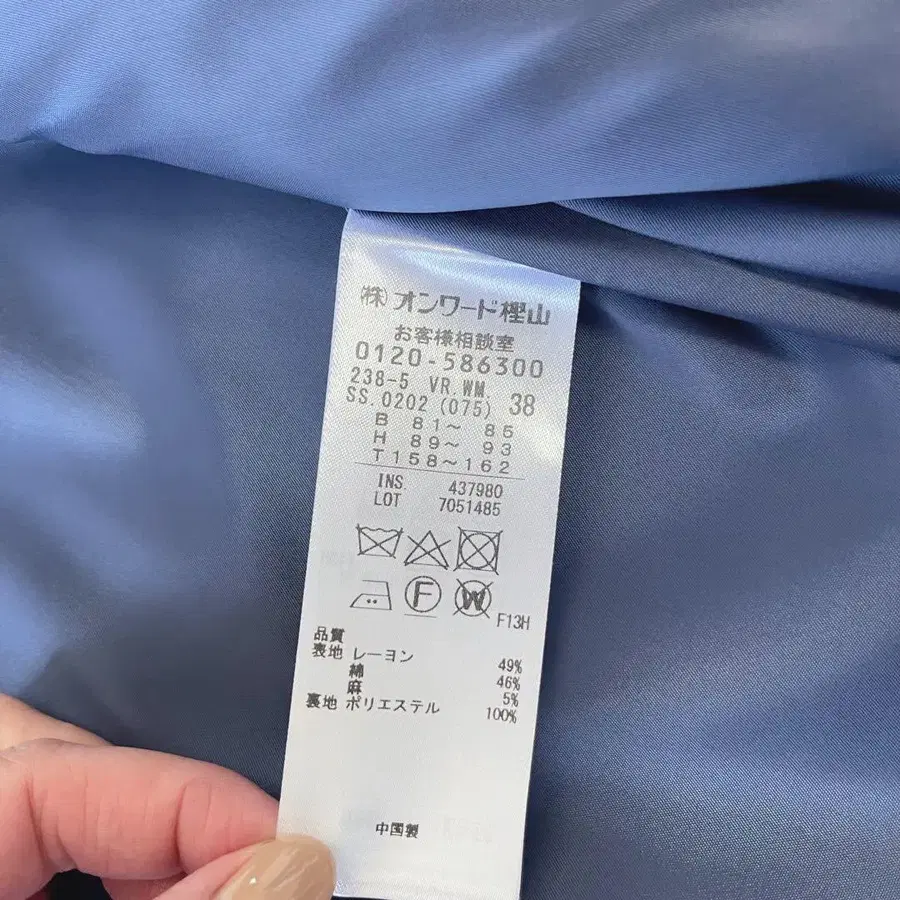 ㈱オンワード樫山
お客様相談室
0120-586300
238-5 VR.WM.
SS.0202 (075) 38
B 81〜 85
H 89〜 93
T158〜162
INS. 437980
LOT 7051485
F W F13H
品質
表地 レーヨン 49%
綿 46%
麻 5%
裏地 ポリエステル 100%
中国製